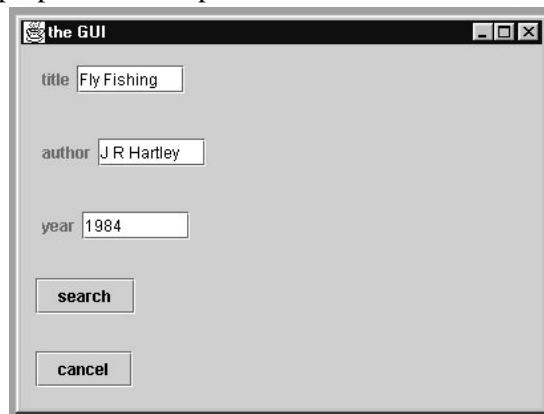 the GUI
title Fly Fishing
author J R Hartley
year 1984
search
cancel